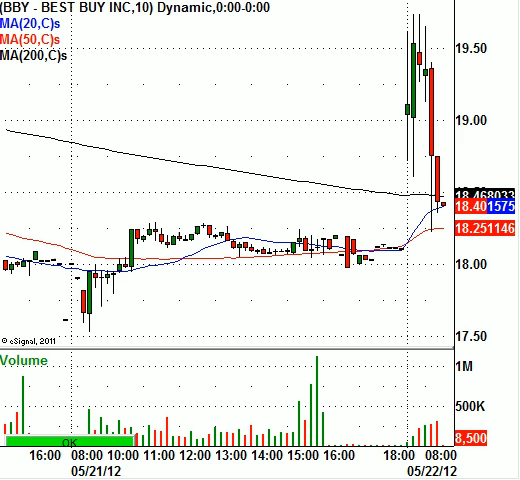 (BBY - BEST BUY INC,10) Dynamic,0:00-0:00
MA(20,C)s
MA(50,C)s
MA(200,C)s
19.50
19.00
18.468033
18.40
1575
18.251146
18.00
17.50
© eSignal, 2011
Volume
1M
500K
8,500
OK
16:00 08:00 10:00 11:00 12:00 13:00 14:00 15:00 16:00 18:00 08:00
05/21/12 05/22/12